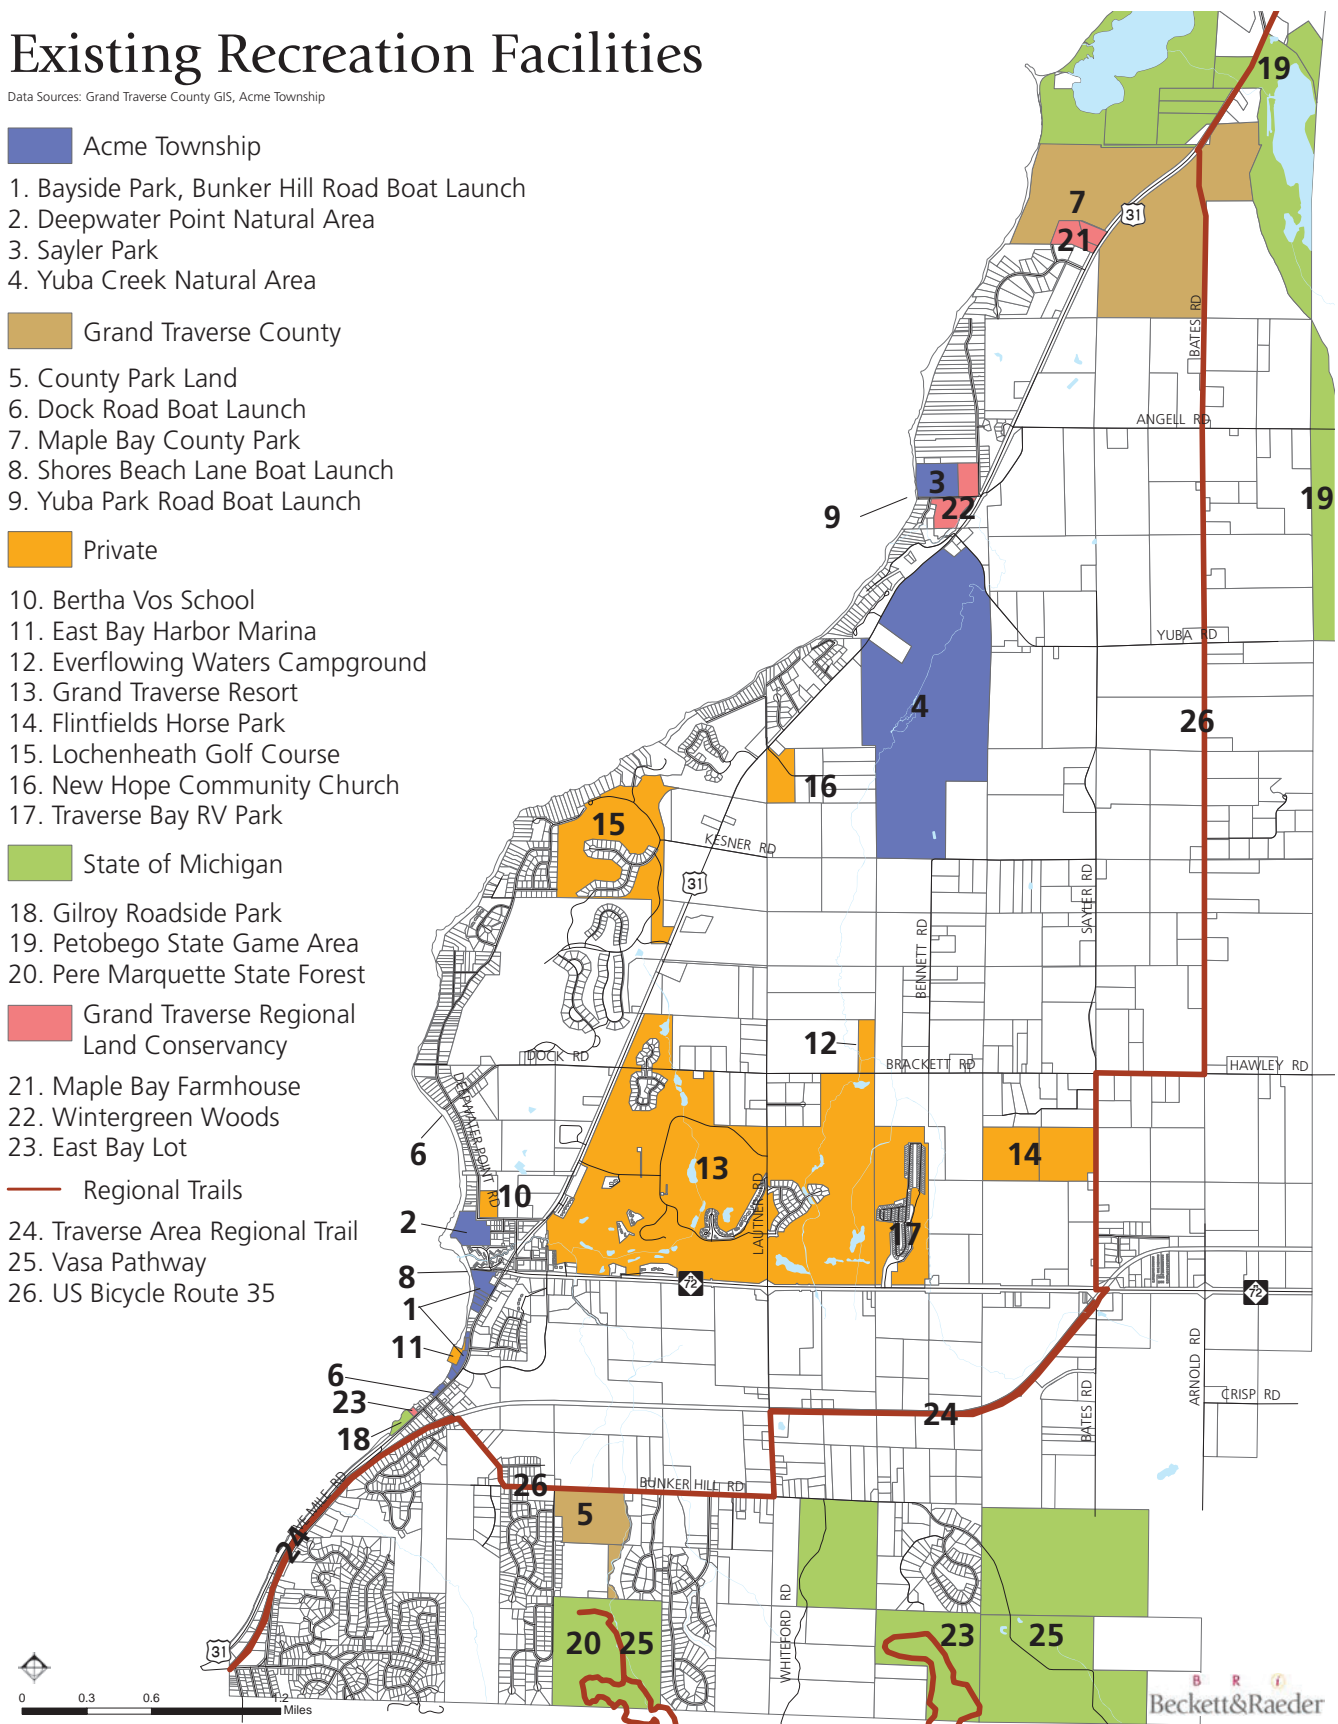 Existing Recreation Facilities
Data Sources: Grand Traverse County GIS, Acme Township
Acme Township
1. Bayside Park, Bunker Hill Road Boat Launch
2. Deepwater Point Natural Area
3. Sayler Park
4. Yuba Creek Natural Area
Grand Traverse County
5. County Park Land
6. Dock Road Boat Launch
7. Maple Bay County Park
8. Shores Beach Lane Boat Launch
9. Yuba Park Road Boat Launch
Private
10. Bertha Vos School
11. East Bay Harbor Marina
12. Everflowing Waters Campground
13. Grand Traverse Resort
14. Flintfields Horse Park
15. Lochenheath Golf Course
16. New Hope Community Church
17. Traverse Bay RV Park
State of Michigan
18. Gilroy Roadside Park
19. Petobego State Game Area
20. Pere Marquette State Forest
Grand Traverse Regional
Land Conservancy
21. Maple Bay Farmhouse
22. Wintergreen Woods
23. East Bay Lot
Regional Trails
24. Traverse Area Regional Trail
25. Vasa Pathway
26. US Bicycle Route 35
19
7
31
21
BATES RD
ANGELL RD
3
19
22
9
YUBA RD
4
26
16
15
KESNER RD
31
SAYLER RD
BENNETT RD
12
DOCK RD
BRACKETT RD
HAWLEY RD
DEEPWATER POINT RD
6
14
13
10
LAUTNER RD
2
17
8
72
72
1
11
ARNOLD RD
6
23
BATES RD
CRISP RD
24
18
BUNKER HILL RD
26
5
24
WHITEFORD RD
20
25
23
25
31
0
0.3
0.6
1.2
Miles
B R i
Beckett&Raeder